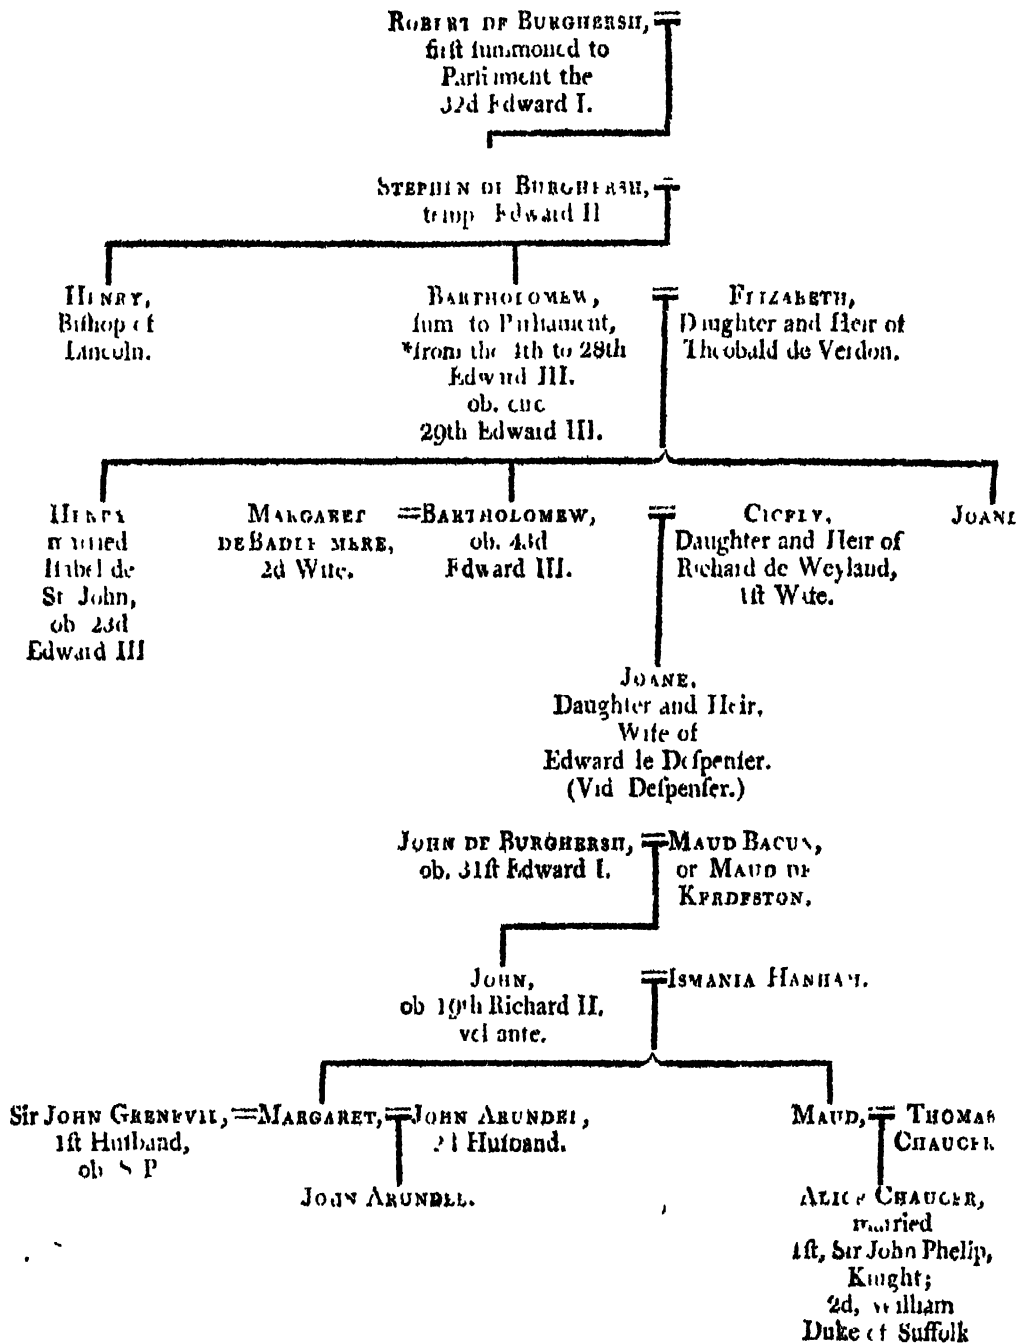 ROBERT DE BURGHERSH, =
first summoned to
Parliament the
32d Edward I.
STEPHEN DE BURGHERSH, =
temp. Edward II
HENRY,
Bishop of
Lincoln.
BARTHOLOMEW,
sum. to Parliament,
*from the 4th to 28th
Edward III.
ob. circ
29th Edward III.
= ELIZABETH,
Daughter and Heir of
Theobald de Verdon.
HENRY
married
Isabel de
St John,
ob 23d
Edward III
MARGARET
DE BADLESMERE,
2d Wife.
=BARTHOLOMEW,
ob. 43d
Edward III.
= CICELY,
Daughter and Heir of
Richard de Weyland,
1st Wife.
JOANE
JOANE,
Daughter and Heir,
Wife of
Edward le Despenser.
(Vid Despenser.)
JOHN DE BURGHERSH,
ob. 31st Edward I.
=MAUD BACUN,
or MAUD DE
KERDESTON.
JOHN,
ob 19th Richard II.
vel ante.
=ISMANIA HANHAM.
Sir JOHN GRENEVIL,
1st Husband,
ob S P
=MARGARET,
=JOHN ARUNDEL,
2d Husband.
MAUD,
= THOMAS
CHAUCER
JOHN ARUNDELL.
ALICE CHAUCER,
married
1st, Sir John Phelip,
Knight;
2d, William
Duke of Suffolk